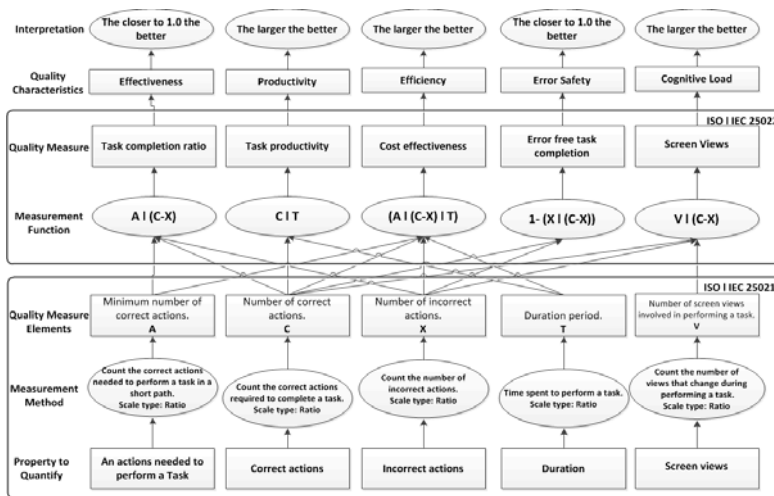 Interpretation
The closer to 1.0 the
better
The larger the better
The larger the better
The closer to 1.0 the
better
The larger the better
Quality
Characteristics
Effectiveness
Productivity
Efficiency
Error Safety
Cognitive Load
ISO I IEC 25022
Quality Measure
Task completion ratio
Task productivity
Cost effectiveness
Error free task
completion
Screen Views
Measurement
Function
A I (C-X)
C I T
(A I (C-X) I T)
1- (X I (C-X))
V I (C-X)
ISO I IEC 25021
Quality Measure
Elements
Minimum number of
correct actions.
A
Number of correct
actions.
C
Number of incorrect
actions.
X
Duration period.
T
Number of screen views
involved in performing a task.
V
Measurement
Method
Count the correct actions
needed to perform a task in a
short path.
Scale type: Ratio
Count the correct actions
required to complete a task.
Scale type: Ratio
Count the number of
incorrect actions.
Scale type: Ratio
Time spent to perform a task.
Scale type: Ratio
Count the number of
views that change during
performing a task.
Scale type: Ratio
Property to
Quantify
An actions needed to
perform a Task
Correct actions
Incorrect actions
Duration
Screen views